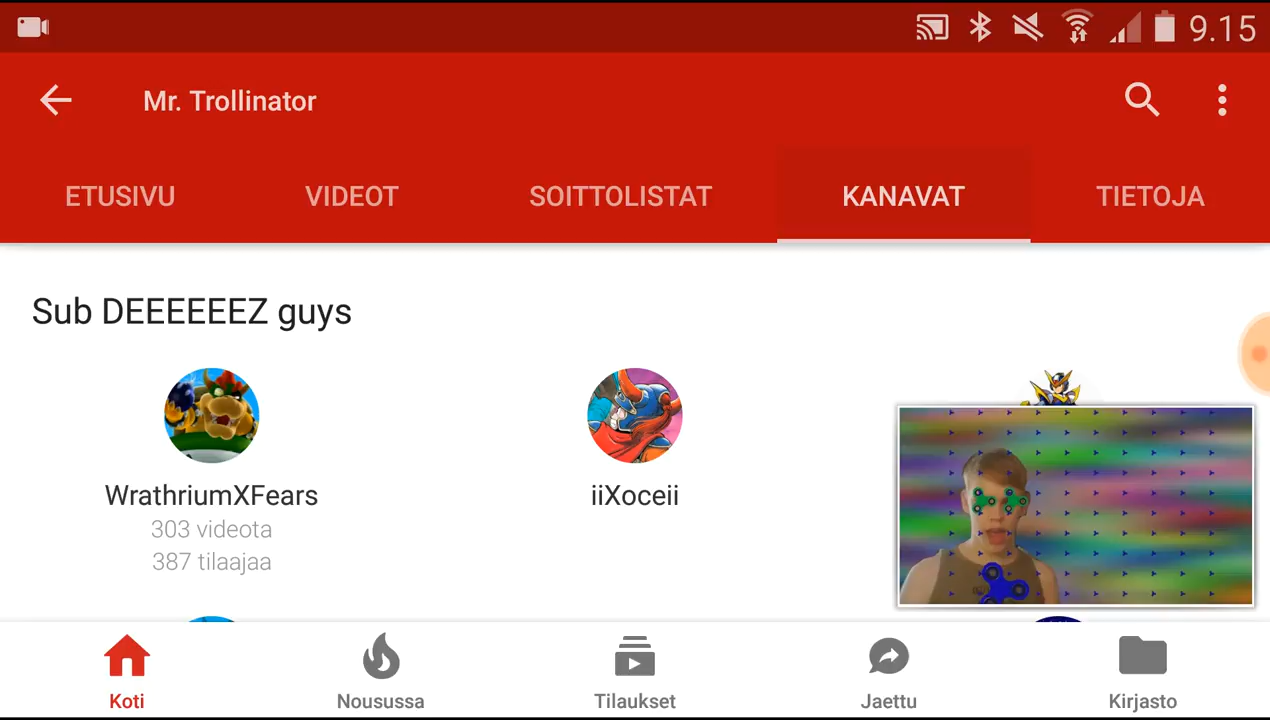 9.15
Mr. Trollinator
ETUSIVU VIDEOT SOITTOLISTAT KANAVAT TIETOJA
Sub DEEEEEEZ guys
WrathriumXFears iiXoceii
303 videota
387 tilaajaa
Koti Nousussa Tilaukset Jaettu Kirjasto